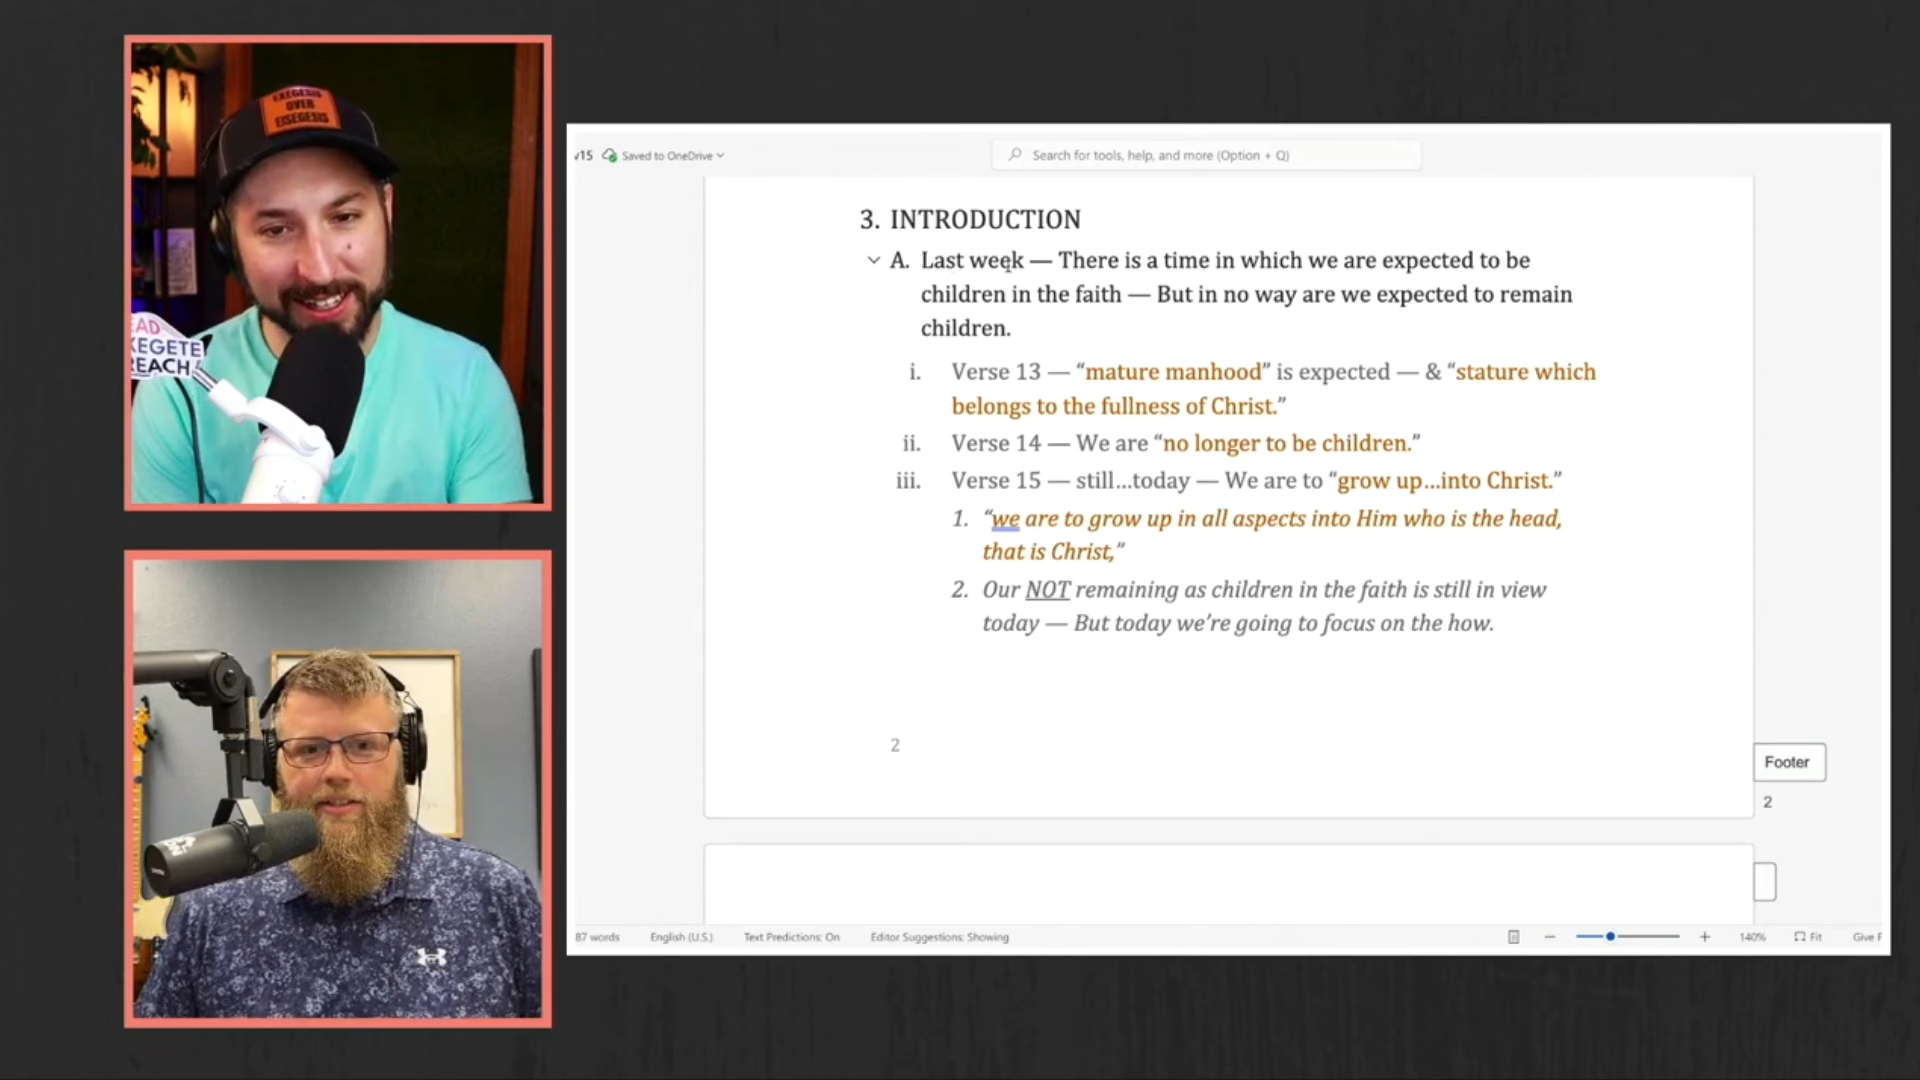 EXEGESIS
OVER
EISEGESIS
EAD
XEGETE
REACH
v15
Saved to OneDrive
Search for tools, help, and more (Option + Q)
3. INTRODUCTION
A. Last week — There is a time in which we are expected to be
children in the faith — But in no way are we expected to remain
children.
i. Verse 13 — “mature manhood” is expected — & “stature which
belongs to the fullness of Christ.”
ii. Verse 14 — We are “no longer to be children.”
iii. Verse 15 — still...today — We are to “grow up...into Christ.”
1. “we are to grow up in all aspects into Him who is the head,
that is Christ,”
2. Our NOT remaining as children in the faith is still in view
today — But today we’re going to focus on the how.
2
Footer
2
87 words
English (U.S.)
Text Predictions: On
Editor Suggestions: Showing
140%
Fit
Give F